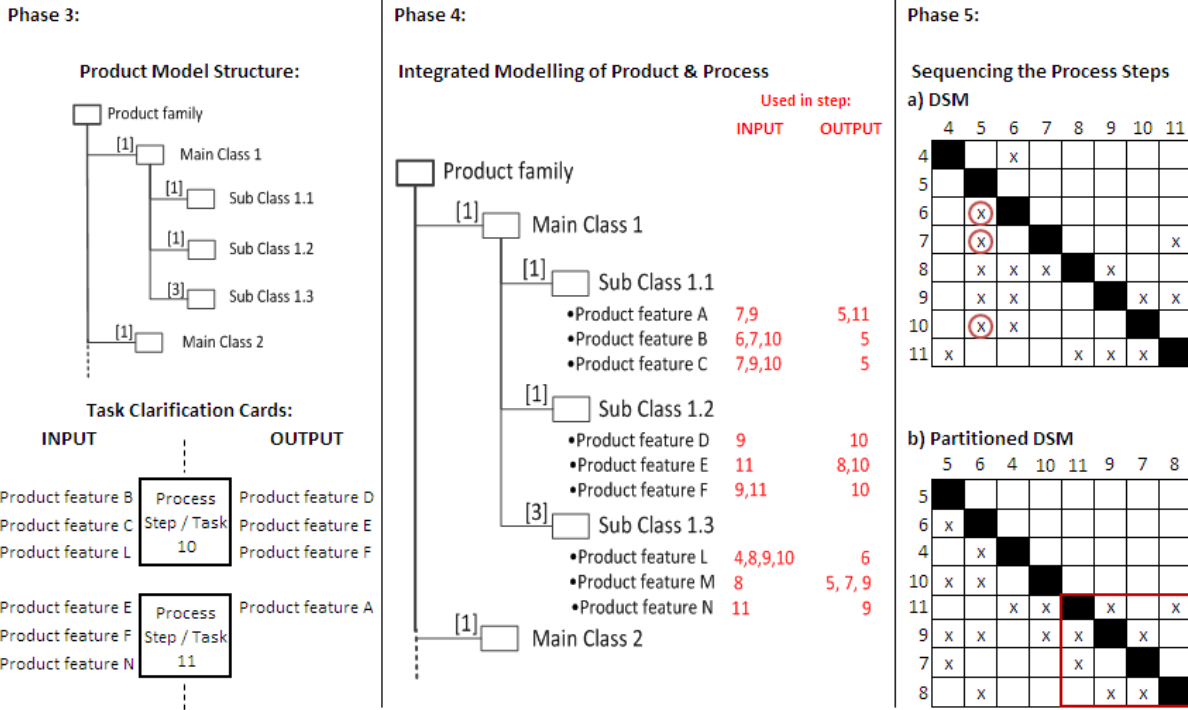 Phase 3:
Product Model Structure:
Product family
[1]
Main Class 1
[1]
Sub Class 1.1
[1]
Sub Class 1.2
[3]
Sub Class 1.3
[1]
Main Class 2
Task Clarification Cards:
INPUT OUTPUT
Product feature B Process Product feature D
Product feature C Step / Task Product feature E
Product feature L 10 Product feature F
Product feature E Process Product feature A
Product feature F Step / Task
Product feature N 11
Phase 4:
Integrated Modelling of Product & Process
Used in step:
INPUT OUTPUT
Product family
[1]
Main Class 1
[1]
Sub Class 1.1
•Product feature A 7,9 5,11
•Product feature B 6,7,10 5
•Product feature C 7,9,10 5
[1]
Sub Class 1.2
•Product feature D 9 10
•Product feature E 11 8,10
•Product feature F 9,11 10
[3]
Sub Class 1.3
•Product feature L 4,8,9,10 6
•Product feature M 8 5, 7, 9
•Product feature N 11 9
[1]
Main Class 2
Phase 5:
Sequencing the Process Steps
a) DSM
4 5 6 7 8 9 10 11
4 x
5
6 x
7 x x
8 x x x x
9 x x x x
10 x x
11 x x x x
b) Partitioned DSM
5 6 4 10 11 9 7 8
5
6 x
4 x
10 x x
11 x x x x
9 x x x x x
7 x x
8 x x x